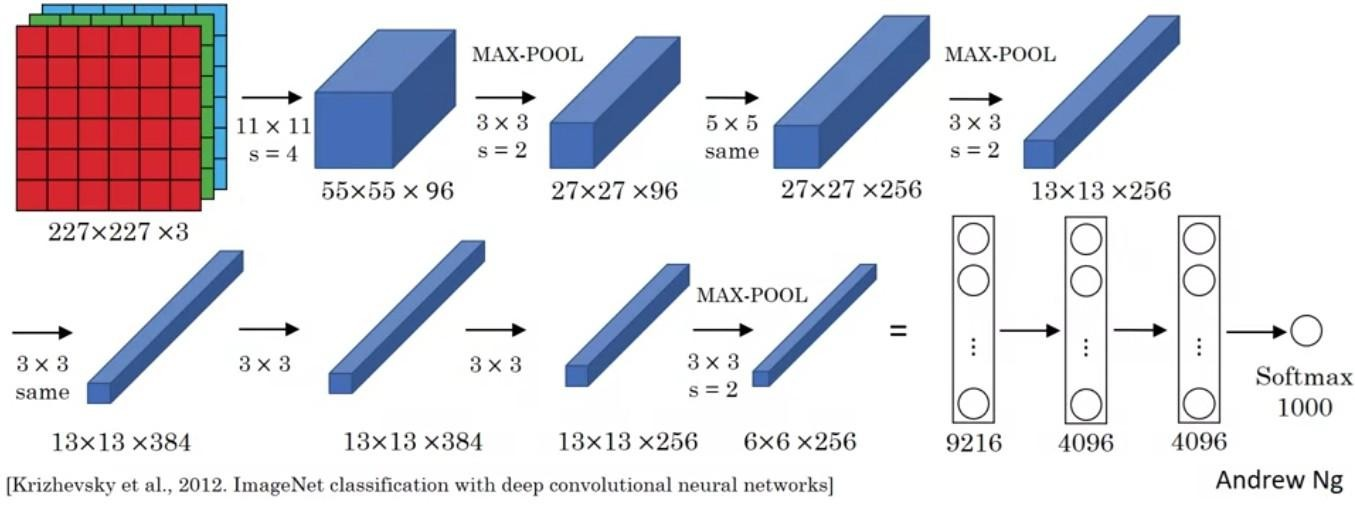 MAX-POOL
MAX-POOL
11 × 11
s = 4
3 × 3
s = 2
5 × 5
same
3 × 3
s = 2
227×227 ×3
55×55 × 96
27×27 ×96
27×27 ×256
13×13 ×256
MAX-POOL
3 × 3
same
3 × 3
3 × 3
3 × 3
s = 2
=
...
...
...
Softmax
1000
13×13 ×384
13×13 ×384
13×13 ×256
6×6 ×256
9216
4096
4096
[Krizhevsky et al., 2012. ImageNet classification with deep convolutional neural networks]
Andrew Ng